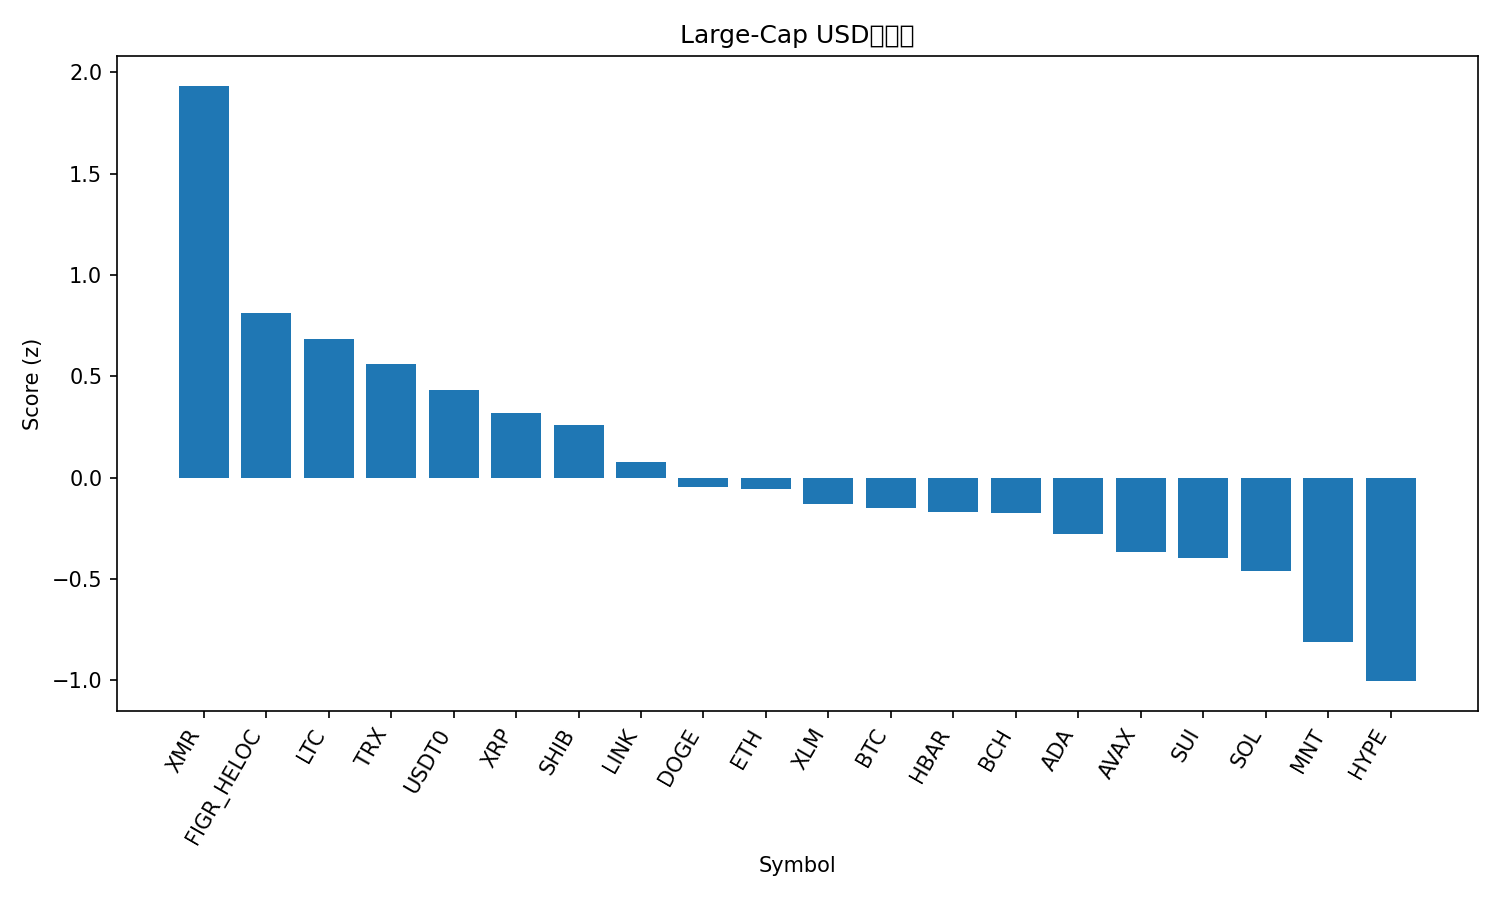 Large-Cap USD
Score (z)
2.0
1.5
1.0
0.5
0.0
−0.5
−1.0
XMR
FIGR_HELOC
LTC
TRX
USDT0
XRP
SHIB
LINK
DOGE
ETH
XLM
BTC
HBAR
BCH
ADA
AVAX
SUI
SOL
MNT
HYPE
Symbol